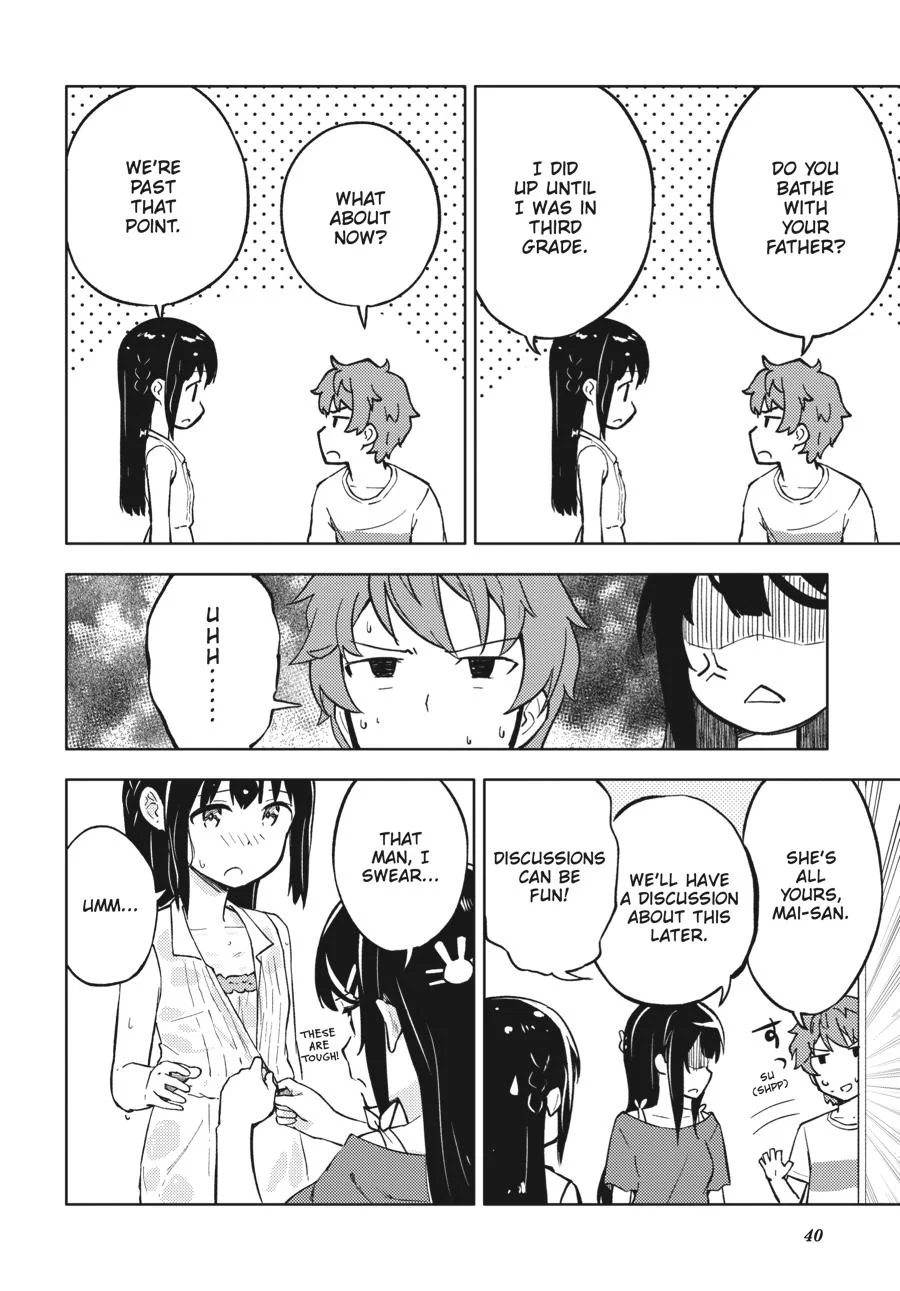 DO YOU
BATHE
WITH
YOUR
FATHER?
I DID
UP UNTIL
I WAS IN
THIRD
GRADE.
WHAT
ABOUT
NOW?
WE'RE
PAST
THAT
POINT.
UHH......
SHE'S
ALL
YOURS,
MAI-SAN.
す
SU
(SHPP)
WE'LL HAVE
A DISCUSSION
ABOUT THIS
LATER.
DISCUSSIONS
CAN BE
FUN!
THAT
MAN, I
SWEAR...
THESE
ARE
TOUGH!
UMM...
40